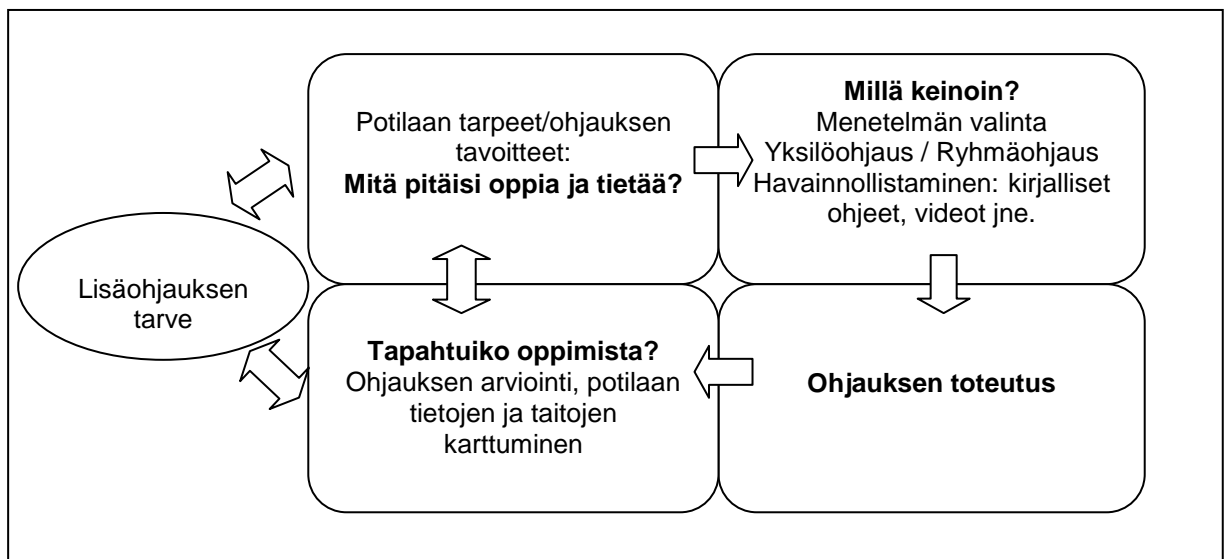 Potilaan tarpeet/ohjauksen
tavoitteet:
Mitä pitäisi oppia ja tietää?
Millä keinoin?
Menetelmän valinta
Yksilöohjaus / Ryhmäohjaus
Havainnollistaminen: kirjalliset
ohjeet, videot jne.
Lisäohjauksen
tarve
Tapahtuiko oppimista?
Ohjauksen arviointi, potilaan
tietojen ja taitojen
karttuminen
Ohjauksen toteutus